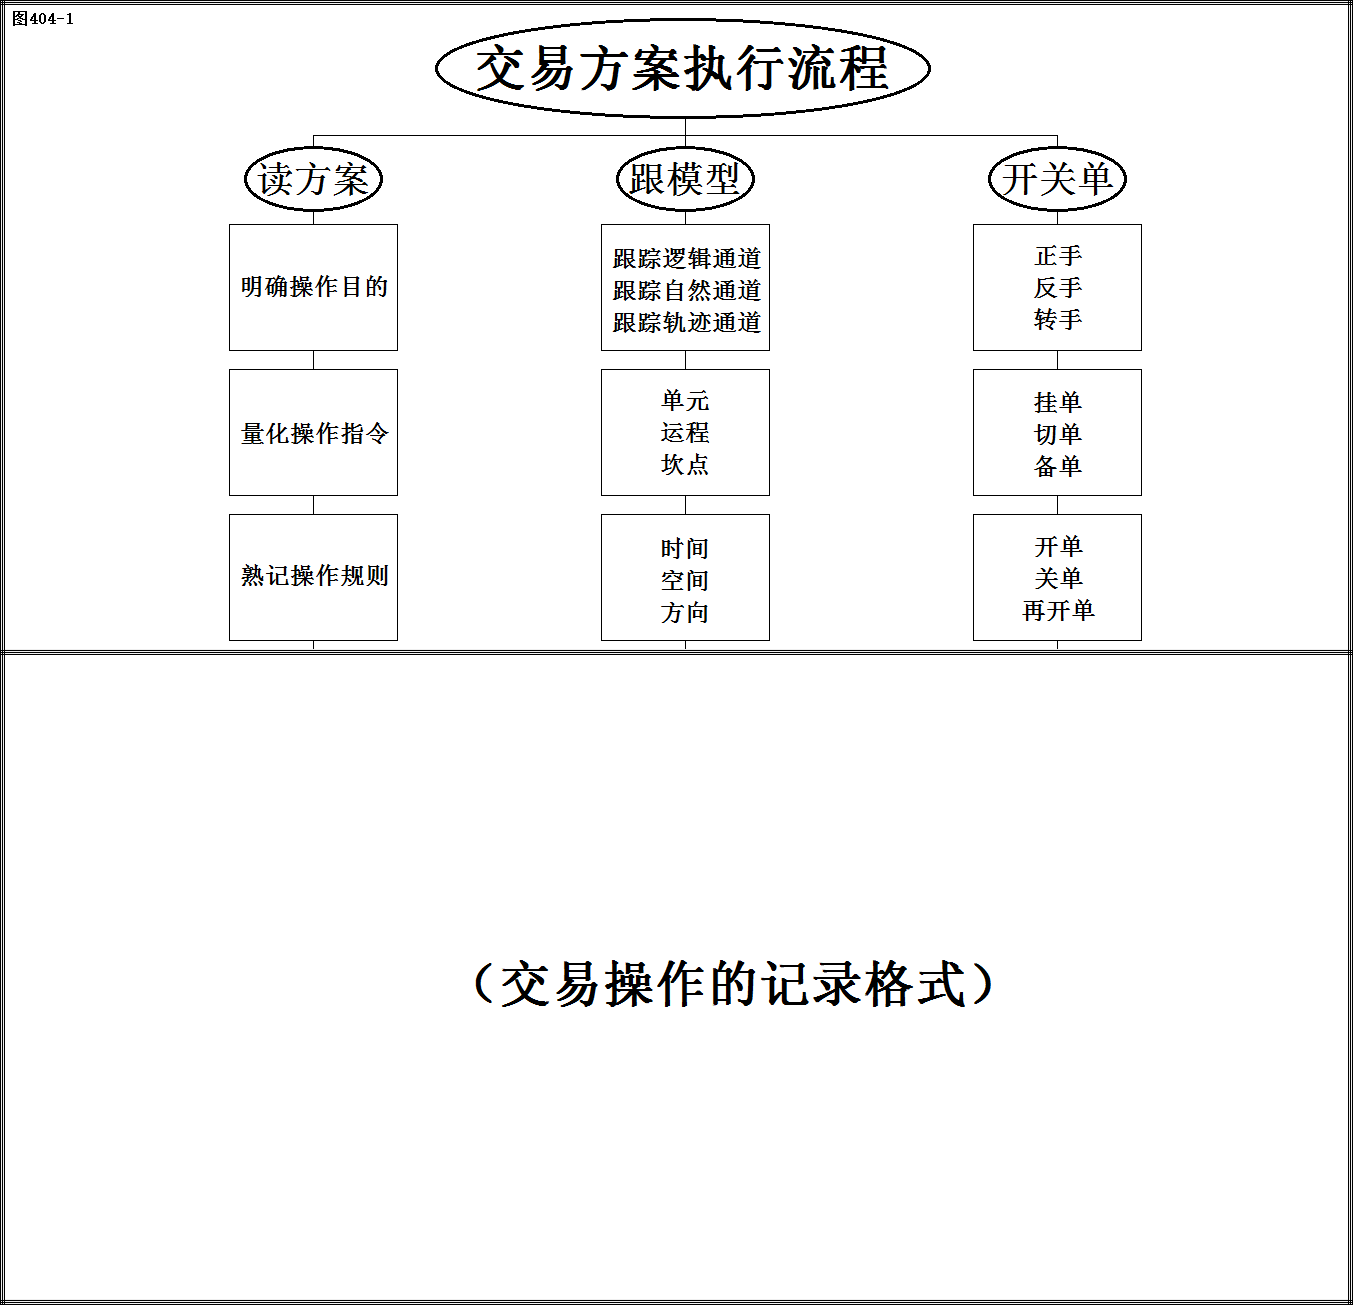 图404-1
交易方案执行流程
读方案
跟模型
开关单
明确操作目的
跟踪逻辑通道
跟踪自然通道
跟踪轨迹通道
正手
反手
转手
量化操作指令
单元
运程
坎点
挂单
切单
备单
熟记操作规则
时间
空间
方向
开单
关单
再开单
（交易操作的记录格式）